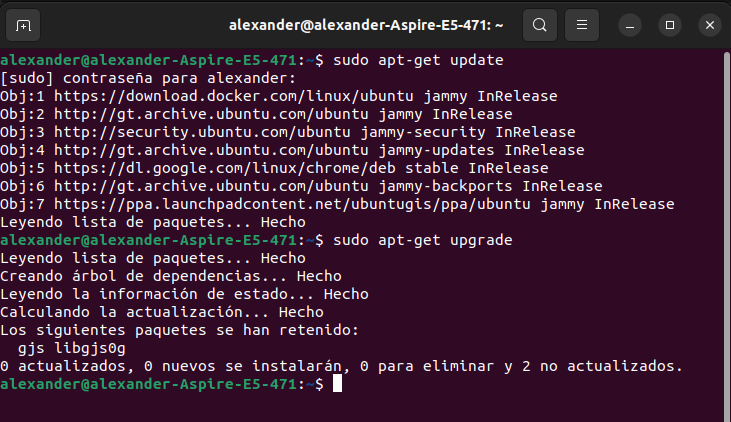 alexander@alexander-Aspire-E5-471: ~
alexander@alexander-Aspire-E5-471:~$ sudo apt-get update
[sudo] contraseña para alexander:
Obj:1 https://download.docker.com/linux/ubuntu jammy InRelease
Obj:2 http://gt.archive.ubuntu.com/ubuntu jammy InRelease
Obj:3 http://security.ubuntu.com/ubuntu jammy-security InRelease
Obj:4 http://gt.archive.ubuntu.com/ubuntu jammy-updates InRelease
Obj:5 https://dl.google.com/linux/chrome/deb stable InRelease
Obj:6 http://gt.archive.ubuntu.com/ubuntu jammy-backports InRelease
Obj:7 https://ppa.launchpadcontent.net/ubuntugis/ppa/ubuntu jammy InRelease
Leyendo lista de paquetes... Hecho
alexander@alexander-Aspire-E5-471:~$ sudo apt-get upgrade
Leyendo lista de paquetes... Hecho
Creando árbol de dependencias... Hecho
Leyendo la información de estado... Hecho
Calculando la actualización... Hecho
Los siguientes paquetes se han retenido:
  gjs libgjs0g
0 actualizados, 0 nuevos se instalarán, 0 para eliminar y 2 no actualizados.
alexander@alexander-Aspire-E5-471:~$